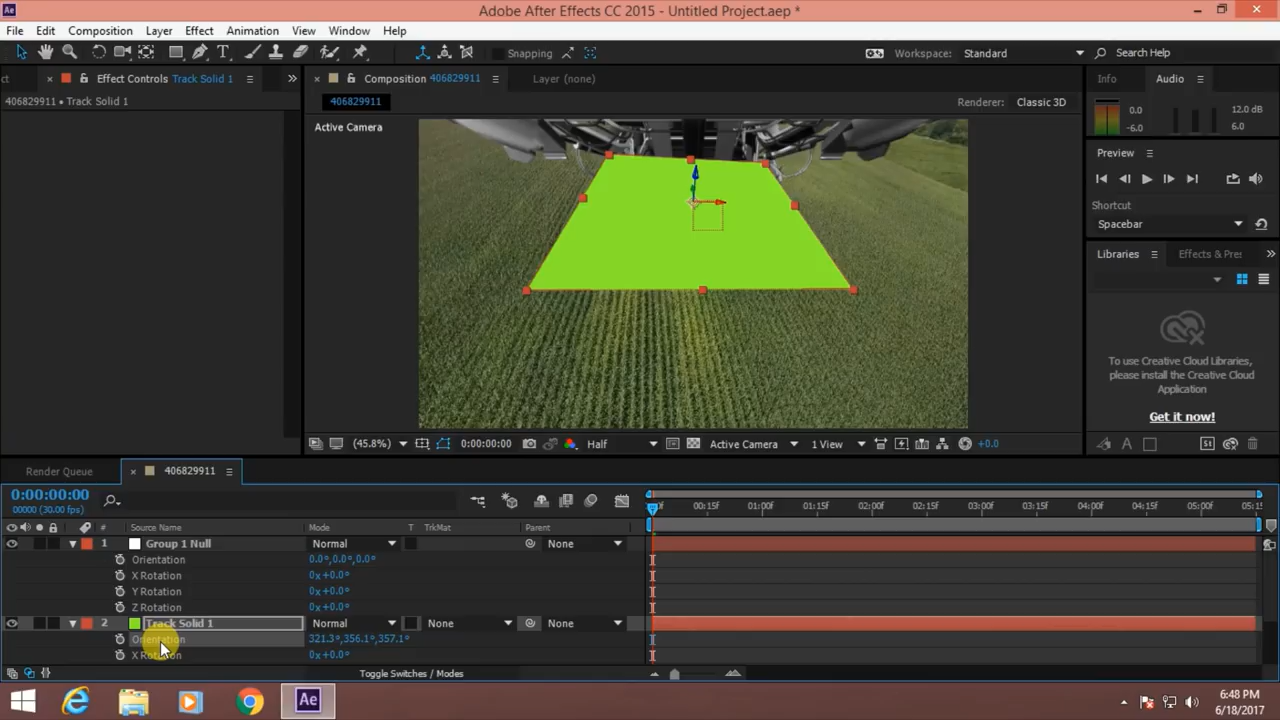 Adobe After Effects CC 2015 - Untitled Project.aep *
File Edit Composition Layer Effect Animation View Window Help
Snapping Workspace: Standard Search Help
Effect Controls Track Solid 1
Composition 406829911 Layer (none)
Info Audio
406829911 • Track Solid 1
406829911
Renderer: Classic 3D
0.0 12.0 dB
-6.0 6.0
Active Camera
Preview
Shortcut
Spacebar
Libraries Effects & Pre
To use Creative Cloud Libraries,
please install the Creative Cloud
Application
Get it now!
(45.8%) 0:00:00:00 Half Active Camera 1 View +0.0
Render Queue 406829911
0:00:00:00
00000 (30.00 fps)
00:15f 01:00f 01:15f 02:00f 02:15f 03:00f 03:15f 04:00f 04:15f 05:00f 05:15
# Source Name Mode T TrkMat Parent
1 Group 1 Null Normal None
Orientation 0.0°,0.0°,0.0°
X Rotation 0x+0.0°
Y Rotation 0x+0.0°
Z Rotation 0x+0.0°
2 Track Solid 1 Normal None None
Orientation 321.3°,356.1°,357.1°
X Rotation 0x+0.0°
Toggle Switches / Modes
Ae
6:48 PM
6/18/2017